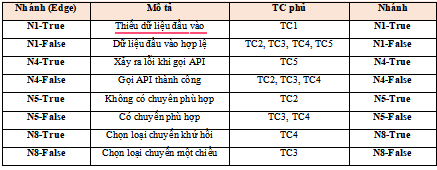 Nhánh (Edge) Mô tả TC phủ Nhánh
N1-True Thiếu dữ liệu đầu vào TC1 N1-True
N1-False Dữ liệu đầu vào hợp lệ TC2, TC3, TC4, TC5 N1-False
N4-True Xảy ra lỗi khi gọi API TC5 N4-True
N4-False Gọi API thành công TC2, TC3, TC4 N4-False
N5-True Không có chuyến phù hợp TC2 N5-True
N5-False Có chuyến phù hợp TC3, TC4 N5-False
N8-True Chọn loại chuyến khứ hồi TC4 N8-True
N8-False Chọn loại chuyến một chiều TC3 N8-False